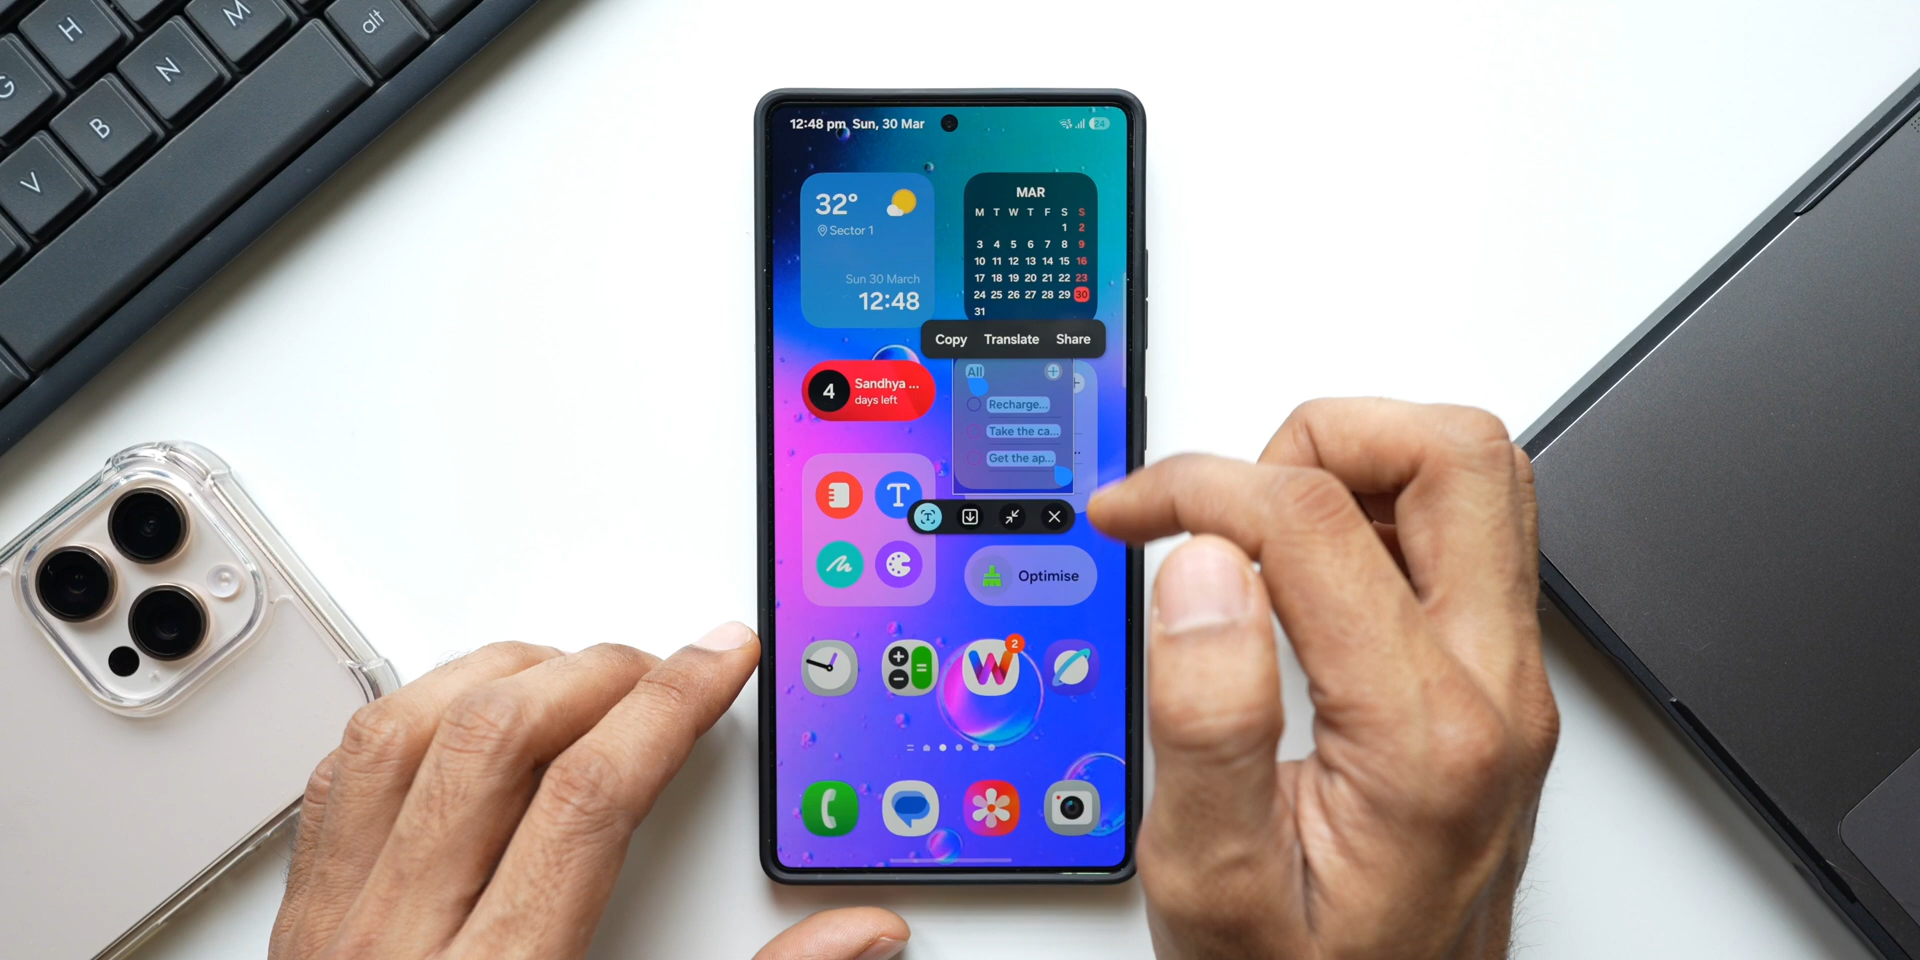 H
M
alt
G
N
B
V
12:48 pm Sun, 30 Mar
24
32°
Sector 1
Sun 30 March
12:48
MAR
M T W T F S S
1 2
3 4 5 6 7 8 9
10 11 12 13 14 15 16
17 18 19 20 21 22 23
24 25 26 27 28 29 30
31
Copy Translate Share
4
Sandhya ...
days left
All
Recharge...
Take the ca...
Get the ap...
T
T
Optimise
W
2